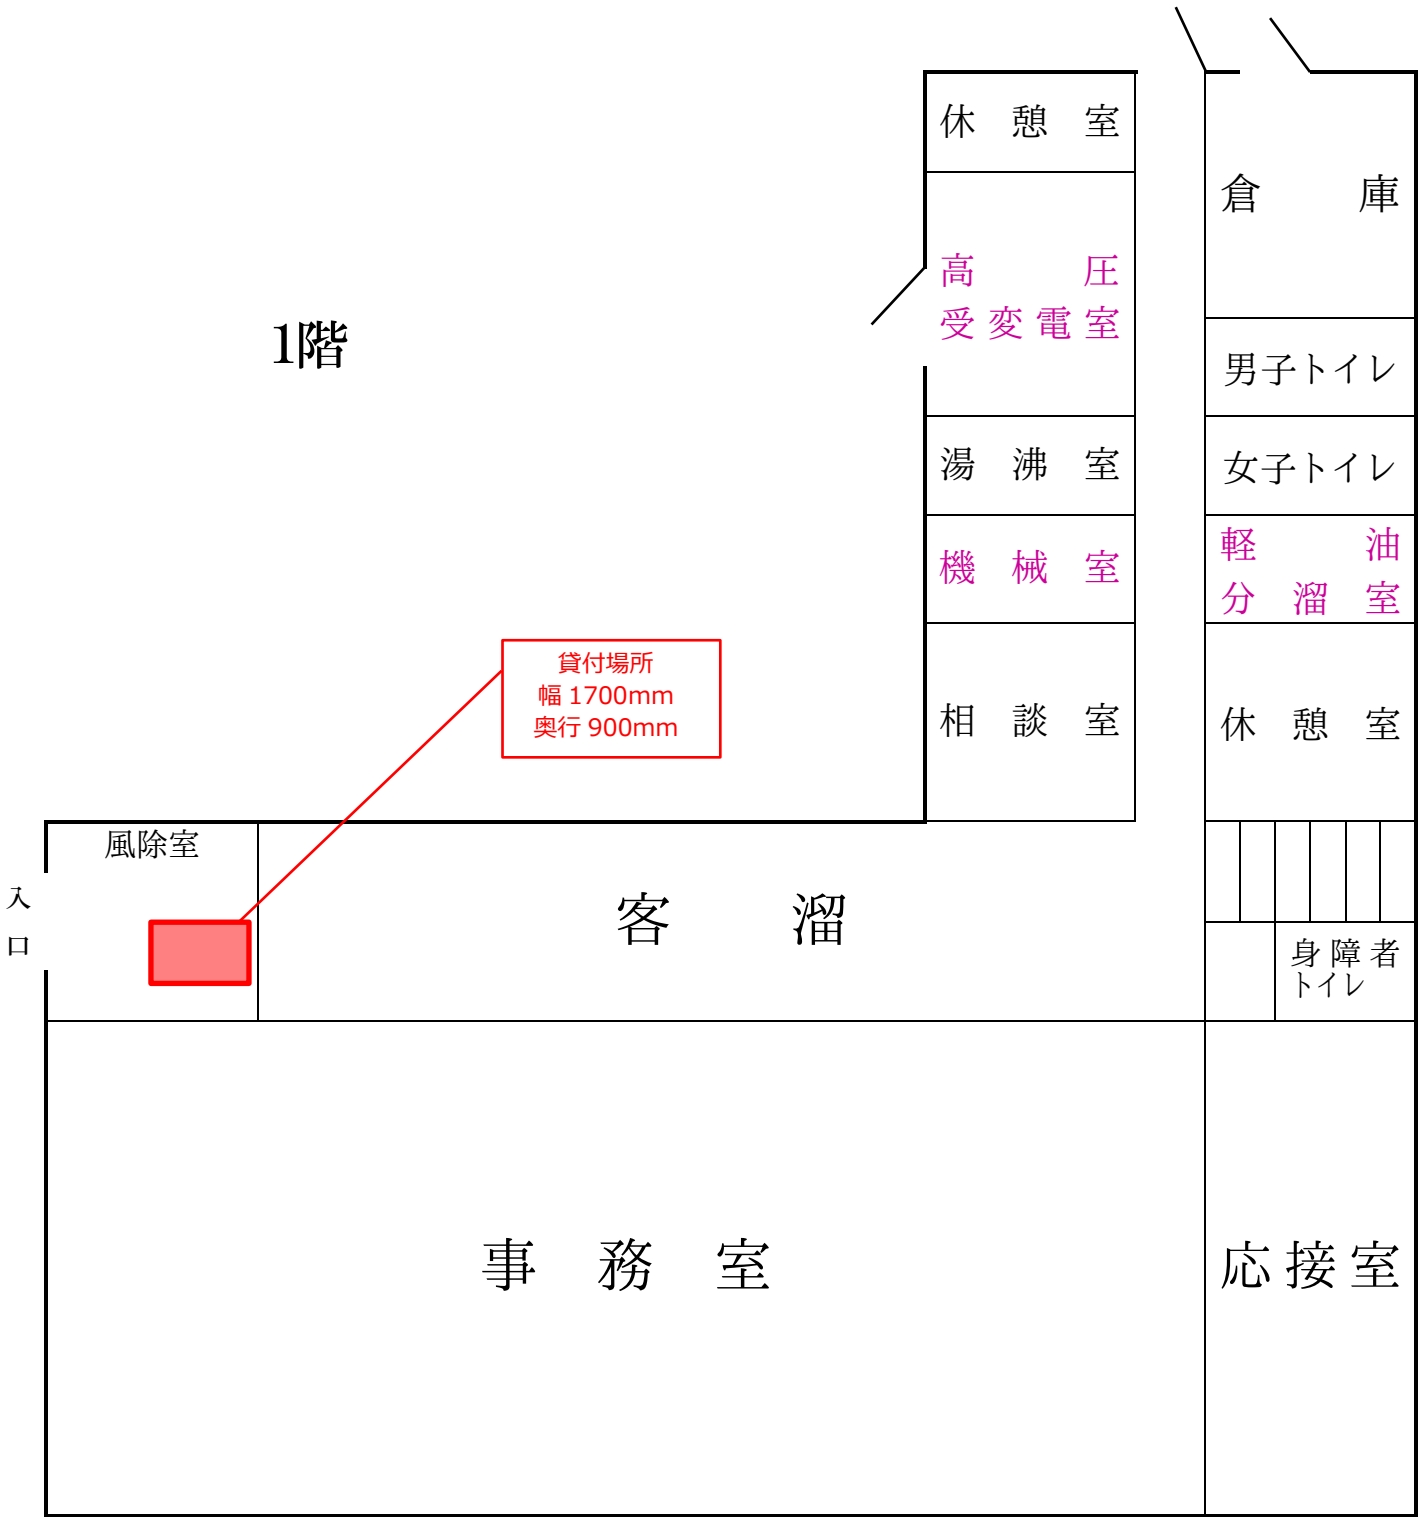 休憩室
倉庫
高圧
受変電室
1階
男子トイレ
湯沸室
女子トイレ
機械室
軽油
分溜室
貸付場所
幅 1700mm
奥行 900mm
相談室
休憩室
風除室
入
口
客溜
身障者
トイレ
事務室
応接室